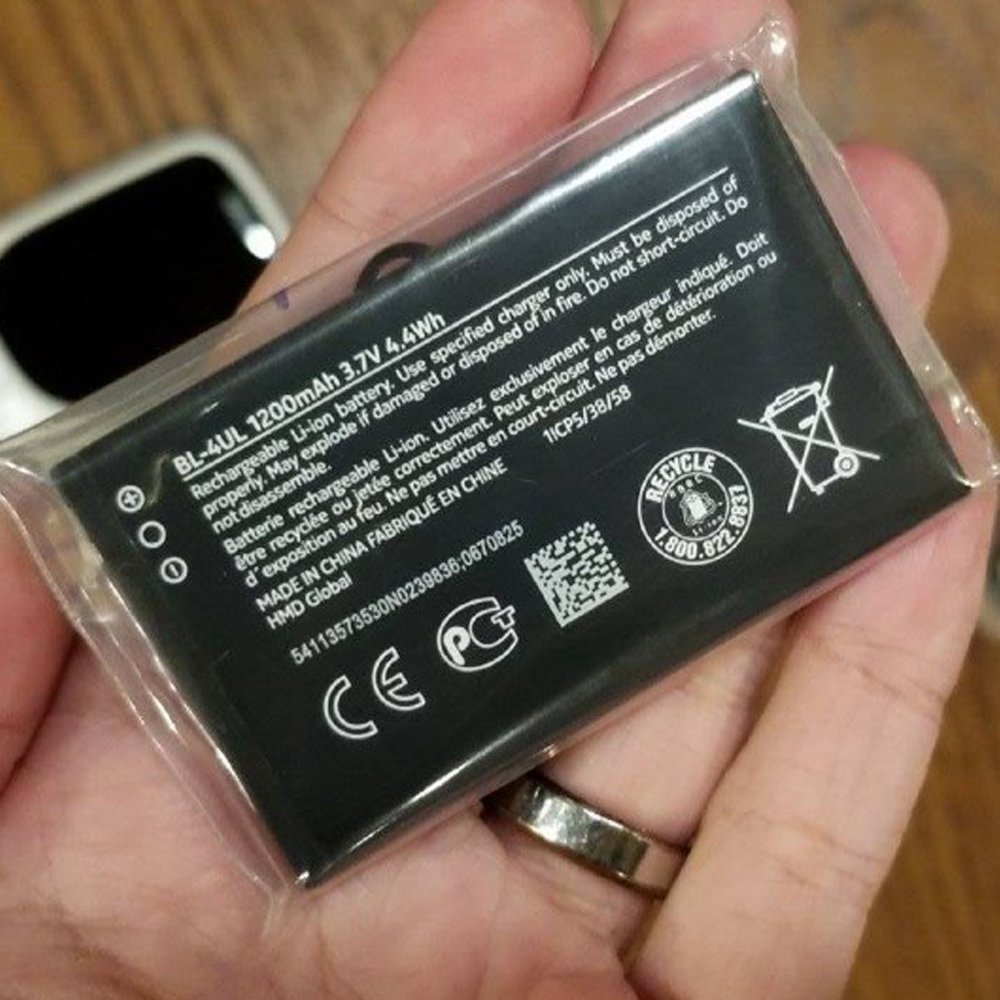 BL-4UL 1200mAh 3.7V 4.4Wh
Rechargeable Li-ion battery. Use specified charger only. Must be disposed of
properly. May explode if damaged or disposed of in fire. Do not short-circuit. Do
not disassemble.
Batterie rechargeable Li-ion. Utilisez exclusivement le chargeur indiqué. Doit
être recyclée ou jetée correctement. Peut exploser en cas de détérioration ou
d'exposition au feu. Ne pas mettre en court-circuit. Ne pas démonter.
MADE IN CHINA FABRIQUÉ EN CHINE 1ICP5/38/58
HMD Global
54113573530N0239836;0670825
CE PCT
RECYCLE
1.800.822.8837